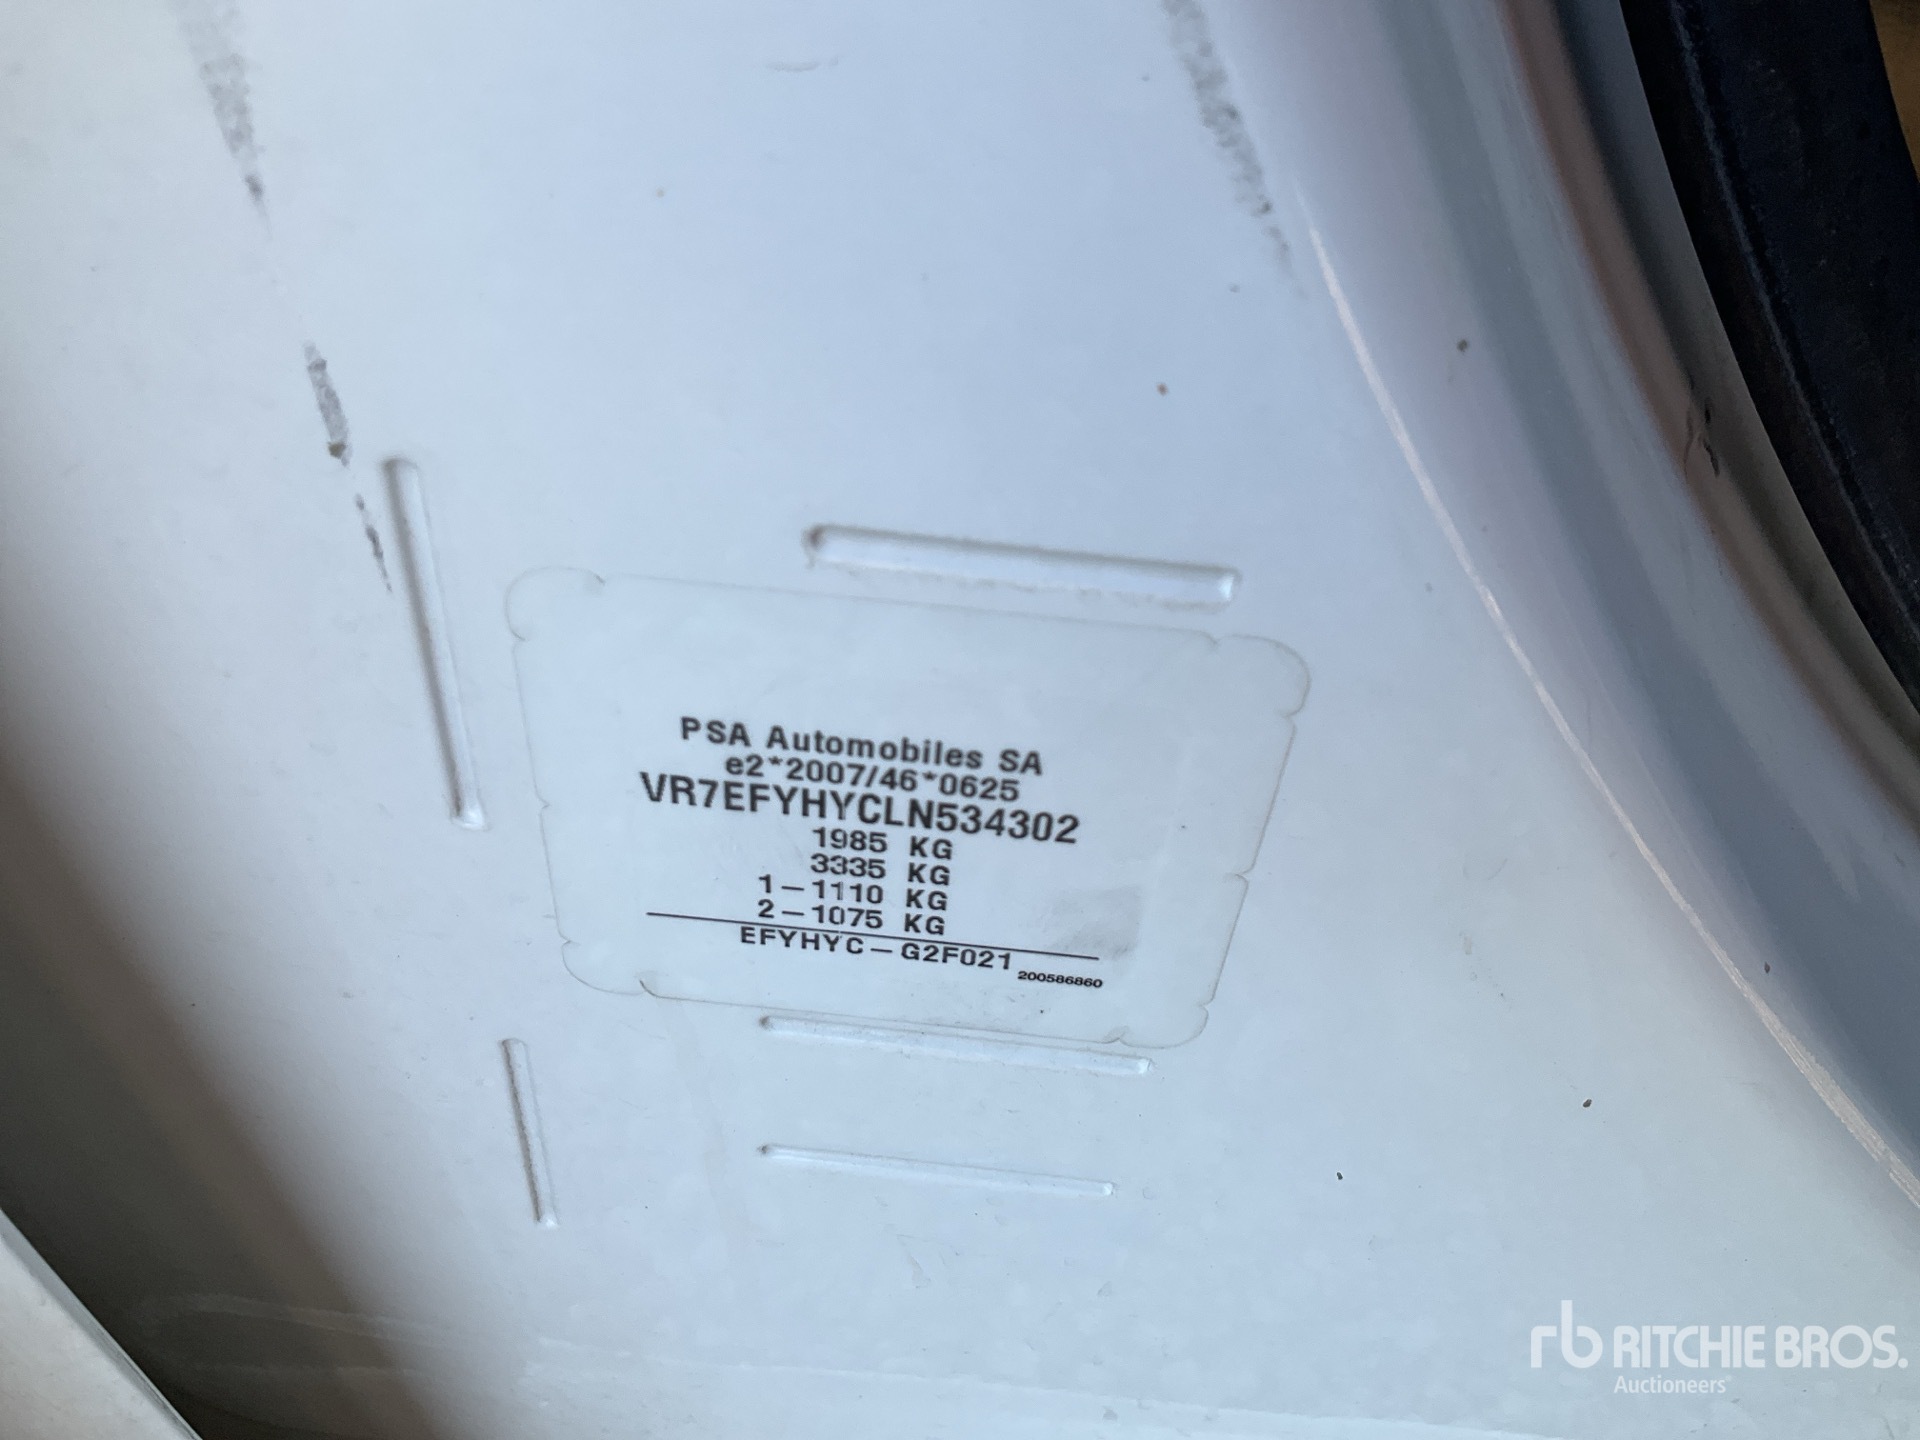 PSA Automobiles SA
e2*2007/46*0625
VR7EFYHYCLN534302
1985 KG
3335 KG
1-1110 KG
2-1075 KG
EFYHYC-G2F021
200586860
rb RITCHIE BROS.
Auctioneers